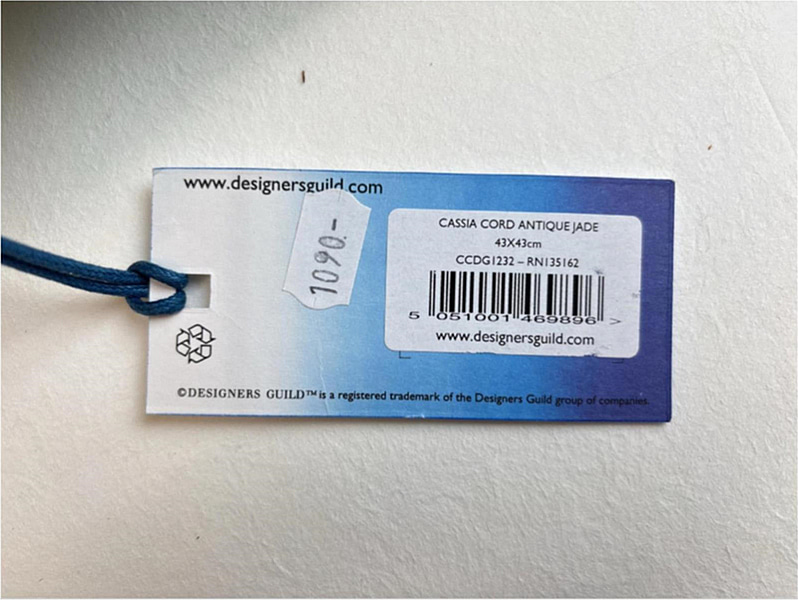 www.designersguild.com
1090.-
CASSIA CORD ANTIQUE JADE
43X43cm
CCDG1232 – RN135162
5 051001 469896 >
www.designersguild.com
©DESIGNERS GUILD™ is a registered trademark of the Designers Guild group of companies.